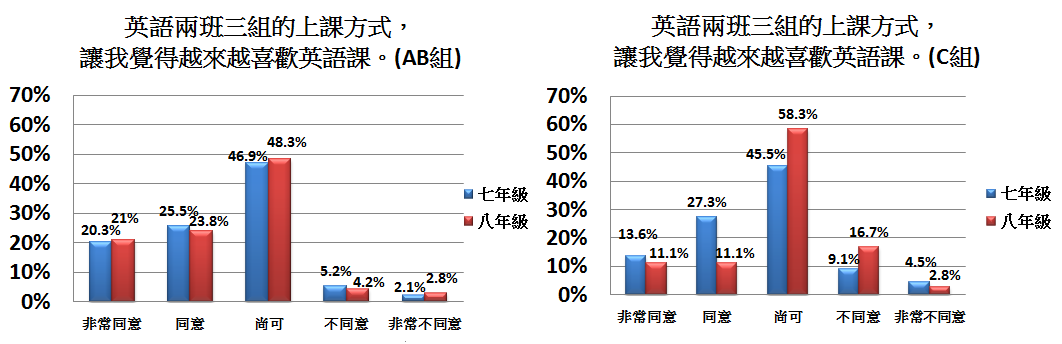 英語兩班三組的上課方式，
讓我覺得越來越喜歡英語課。(AB組)
70%
60%
50%
40%
30%
20%
10%
0%
20.3%
21%
25.5%
23.8%
46.9%
48.3%
5.2%
4.2%
2.1%
2.8%
非常同意
同意
尚可
不同意
非常不同意
七年級
八年級
英語兩班三組的上課方式，
讓我覺得越來越喜歡英語課。(C組)
70%
60%
50%
40%
30%
20%
10%
0%
13.6%
11.1%
27.3%
11.1%
45.5%
58.3%
9.1%
16.7%
4.5%
2.8%
非常同意
同意
尚可
不同意
非常不同意
七年級
八年級